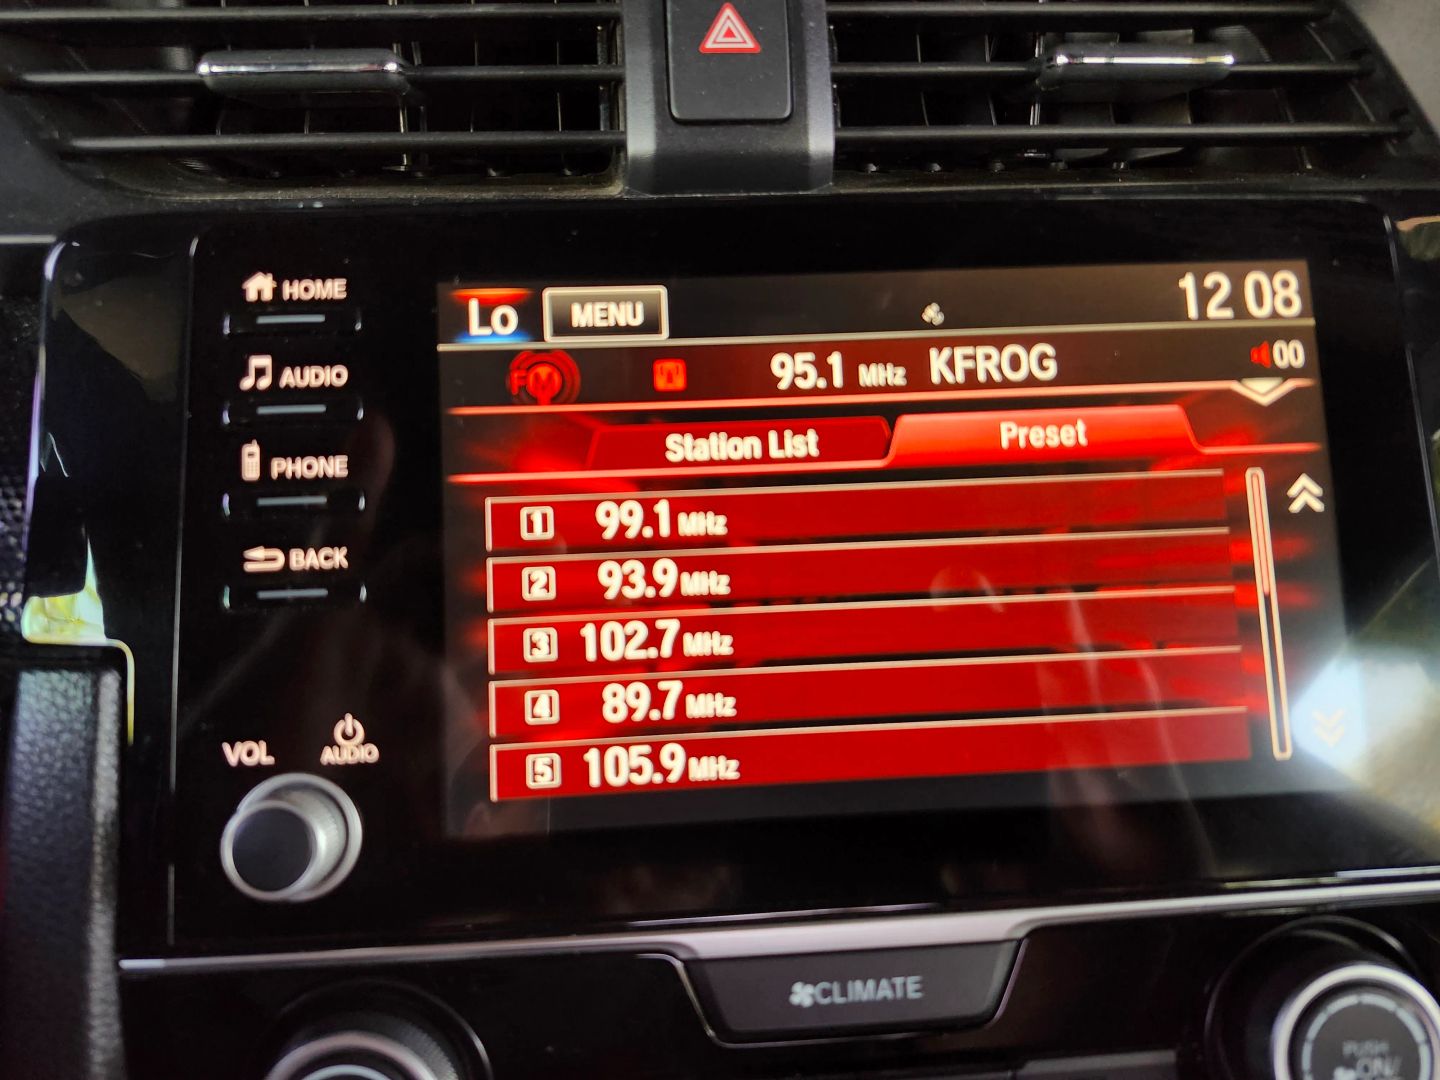 HOME
AUDIO
PHONE
BACK
VOL
AUDIO
Lo MENU 12 08
FM 95.1 MHz KFROG 00
Station List Preset
1 99.1 MHz
2 93.9 MHz
3 102.7 MHz
4 89.7 MHz
5 105.9 MHz
CLIMATE
PUSH
ON/